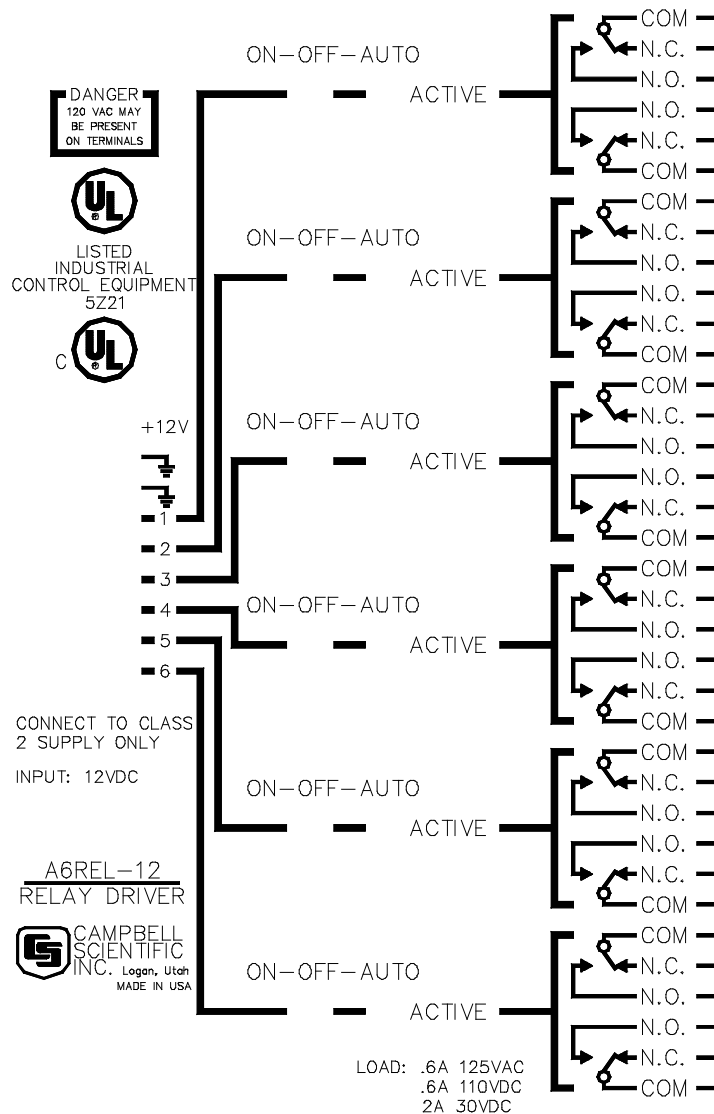 DANGER
120 VAC MAY
BE PRESENT
ON TERMINALS
UL
®
LISTED
INDUSTRIAL
CONTROL EQUIPMENT
5Z21
C
UL
®
+12V
1
2
3
4
5
6
CONNECT TO CLASS
2 SUPPLY ONLY
INPUT: 12VDC
A6REL-12
RELAY DRIVER
CAMPBELL
SCIENTIFIC
INC. Logan, Utah
MADE IN USA
ON-OFF-AUTO
ACTIVE
COM
N.C.
N.O.
N.O.
N.C.
COM
ON-OFF-AUTO
ACTIVE
COM
N.C.
N.O.
N.O.
N.C.
COM
ON-OFF-AUTO
ACTIVE
COM
N.C.
N.O.
N.O.
N.C.
COM
ON-OFF-AUTO
ACTIVE
COM
N.C.
N.O.
N.O.
N.C.
COM
ON-OFF-AUTO
ACTIVE
COM
N.C.
N.O.
N.O.
N.C.
COM
ON-OFF-AUTO
ACTIVE
COM
N.C.
N.O.
N.O.
N.C.
COM
LOAD: .6A 125VAC
.6A 110VDC
2A 30VDC